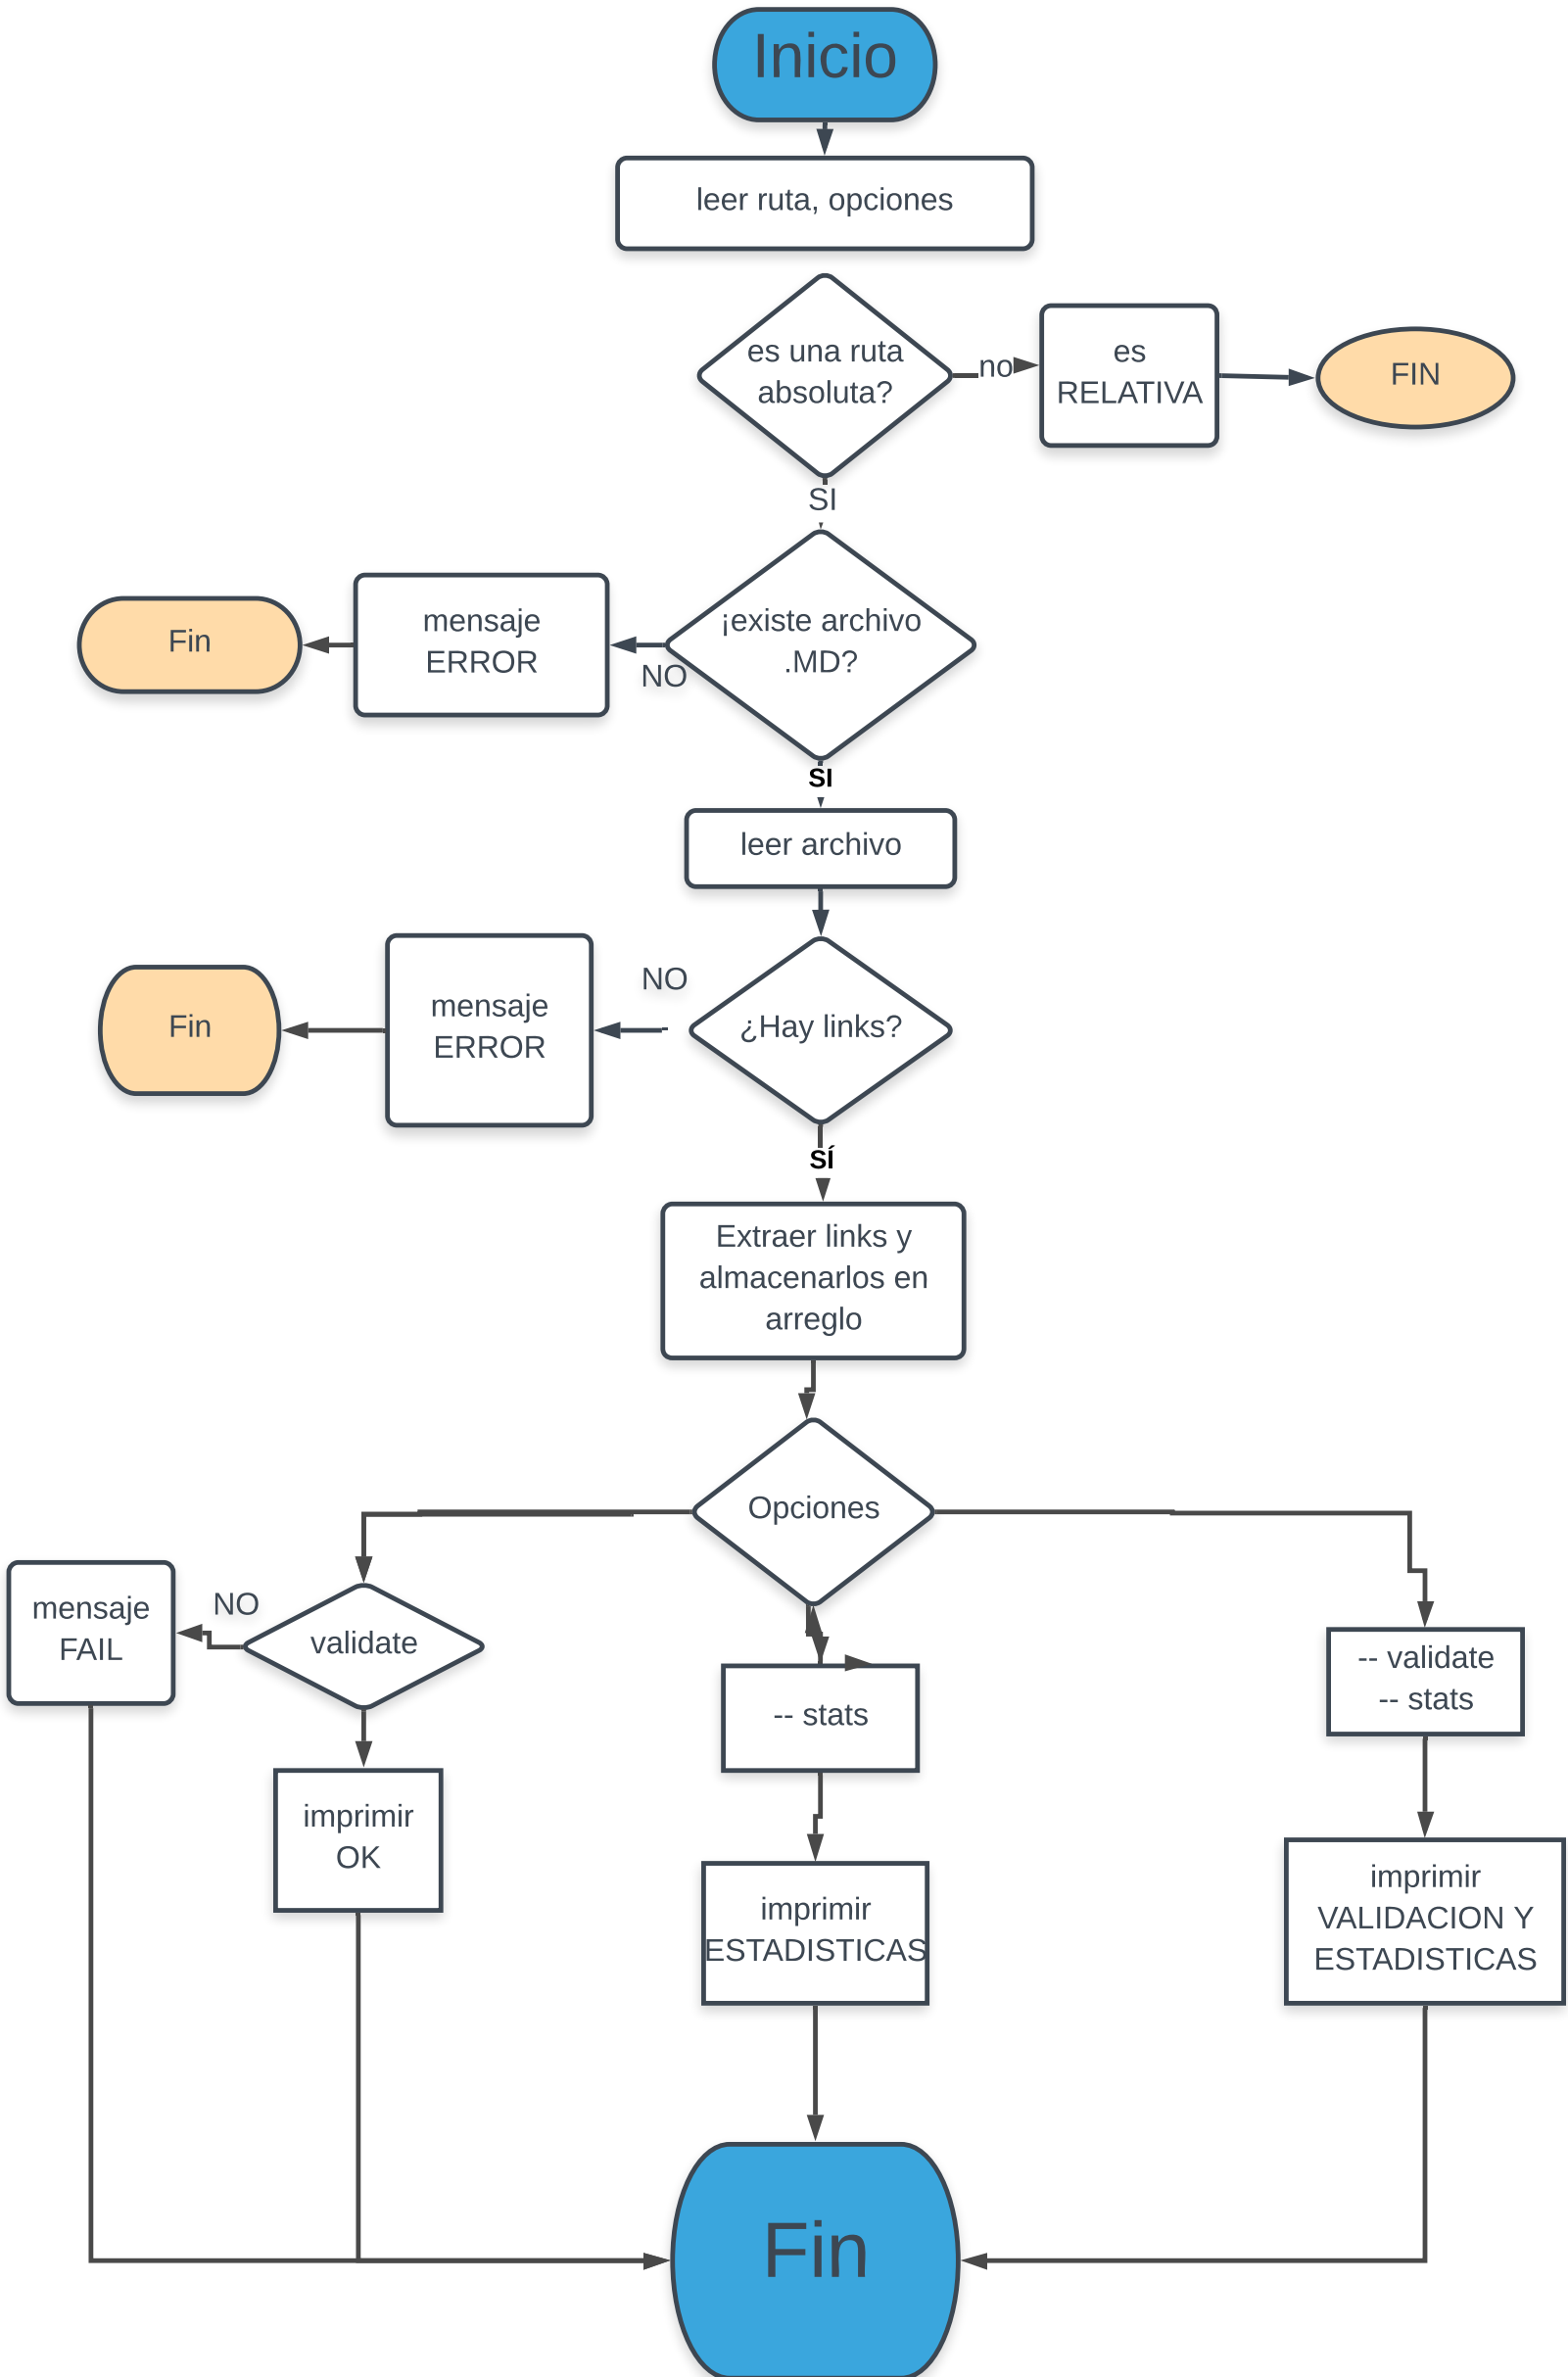 Inicio
leer ruta, opciones
es una ruta
absoluta?
no
es
RELATIVA
FIN
SI
¡existe archivo
.MD?
NO
mensaje
ERROR
Fin
SI
leer archivo
¿Hay links?
NO
mensaje
ERROR
Fin
SÍ
Extraer links y
almacenarlos en
arreglo
Opciones
validate
NO
mensaje
FAIL
imprimir
OK
-- stats
imprimir
ESTADISTICAS
-- validate
-- stats
imprimir
VALIDACION Y
ESTADISTICAS
Fin